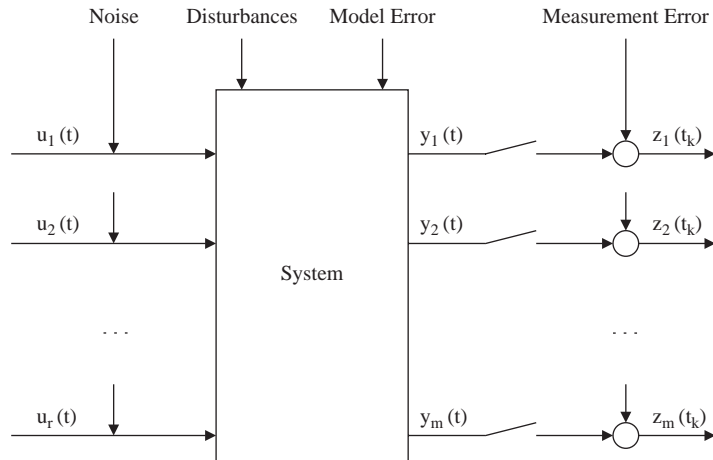 Noise Disturbances Model Error Measurement Error
u₁(t) y₁(t) z₁(tₖ)
u₂(t) y₂(t) z₂(tₖ)
System
... ...
uᵣ(t) yₘ(t) zₘ(tₖ)